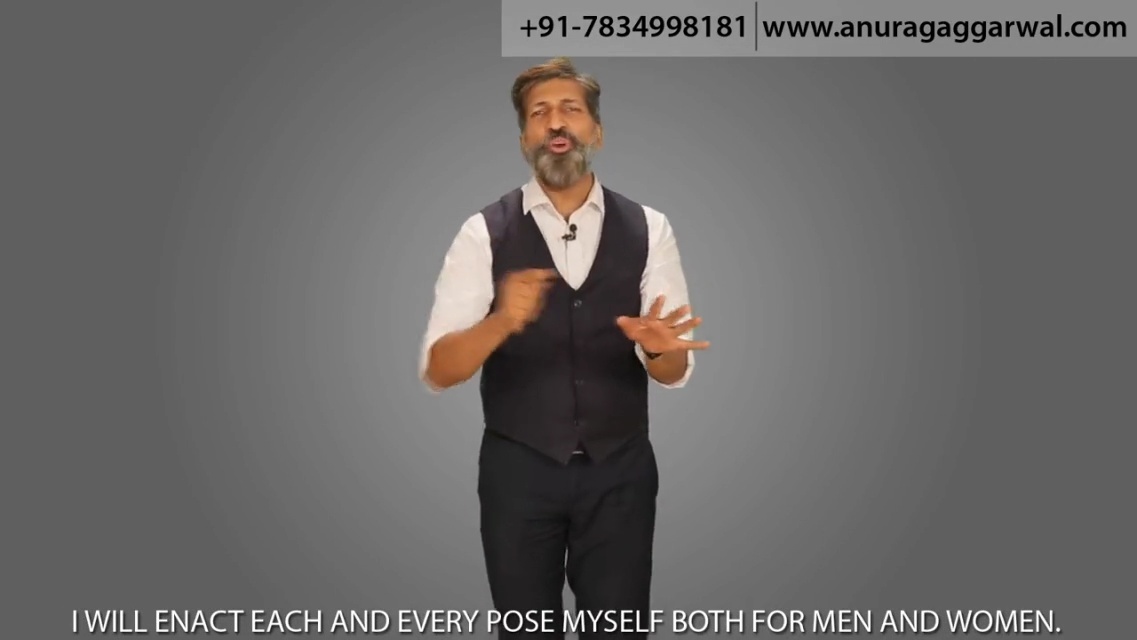 +91-7834998181 | www.anuragaggarwal.com
I WILL ENACT EACH AND EVERY POSE MYSELF BOTH FOR MEN AND WOMEN.